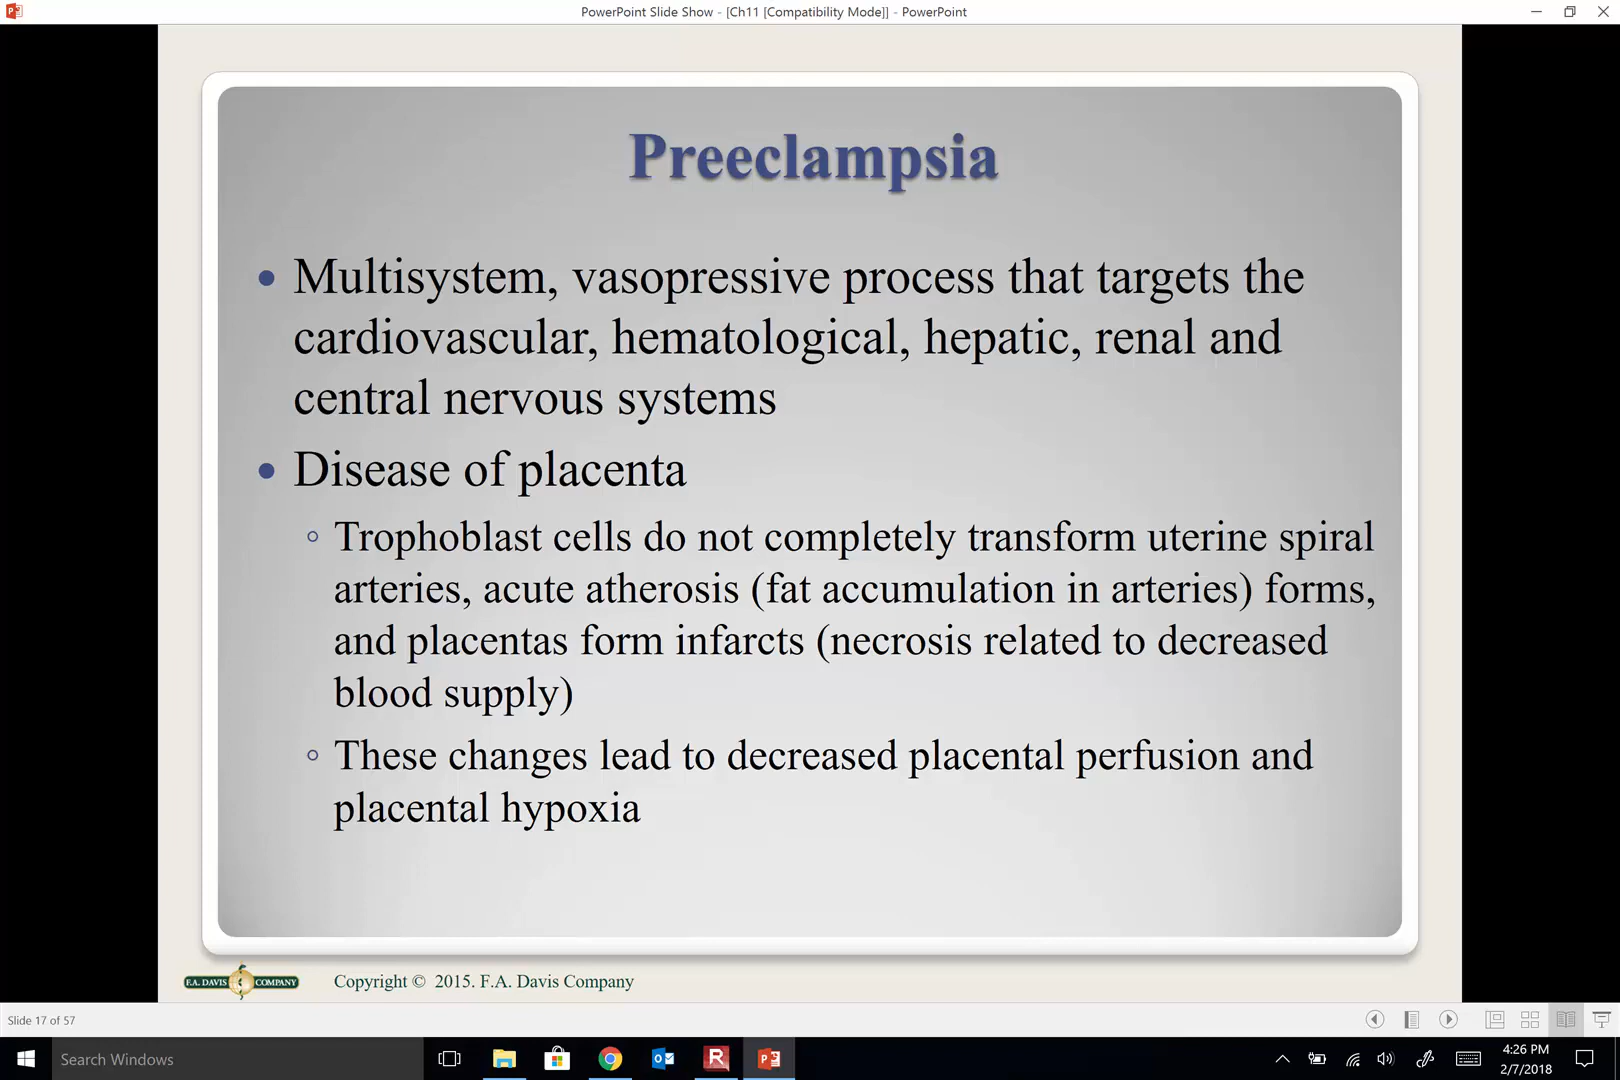 PowerPoint Slide Show - [Ch11 [Compatibility Mode]] - PowerPoint
Preeclampsia
• Multisystem, vasopressive process that targets the
cardiovascular, hematological, hepatic, renal and
central nervous systems
• Disease of placenta
◦ Trophoblast cells do not completely transform uterine spiral
arteries, acute atherosis (fat accumulation in arteries) forms,
and placentas form infarcts (necrosis related to decreased
blood supply)
◦ These changes lead to decreased placental perfusion and
placental hypoxia
F.A. DAVIS COMPANY
Copyright © 2015. F.A. Davis Company
Slide 17 of 57
Search Windows
4:26 PM
2/7/2018